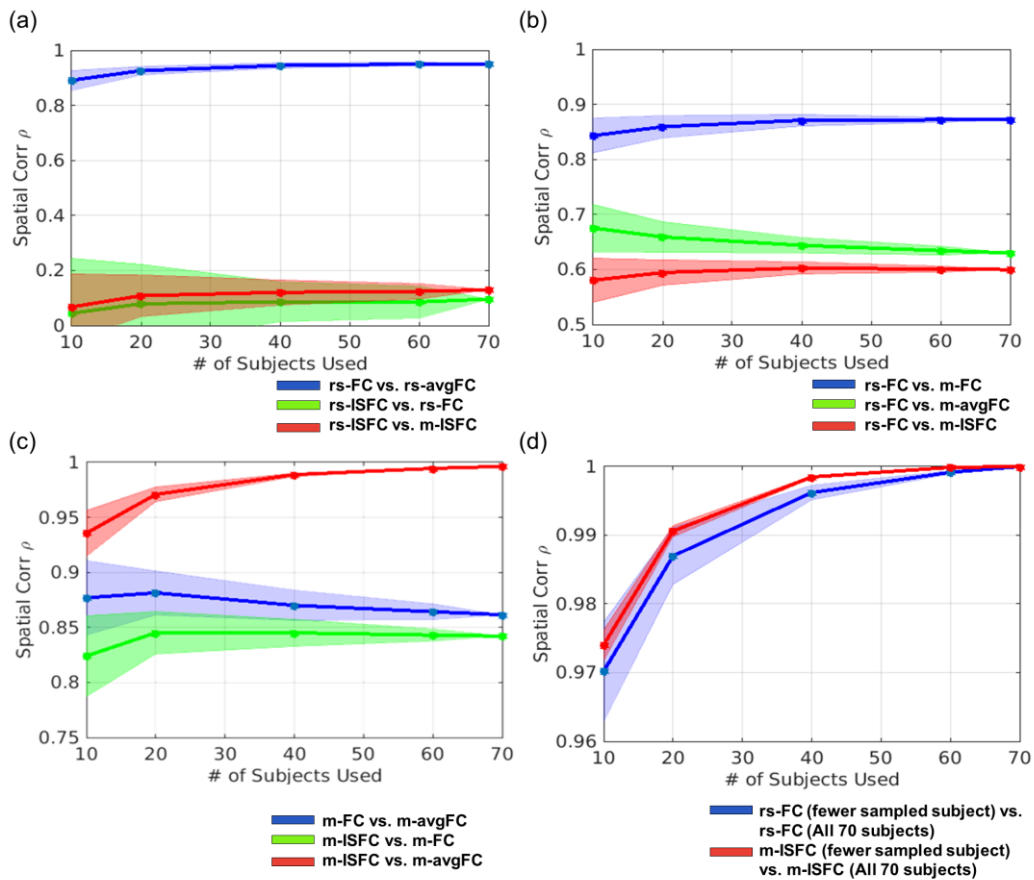 (a)
1
0.8
0.6
0.4
0.2
0
Spatial Corr ρ
10 20 30 40 50 60 70
# of Subjects Used
rs-FC vs. rs-avgFC
rs-ISFC vs. rs-FC
rs-ISFC vs. m-ISFC
(b)
1
0.9
0.8
0.7
0.6
0.5
Spatial Corr ρ
10 20 30 40 50 60 70
# of Subjects Used
rs-FC vs. m-FC
rs-FC vs. m-avgFC
rs-FC vs. m-ISFC
(c)
1
0.95
0.9
0.85
0.8
0.75
Spatial Corr ρ
10 20 30 40 50 60 70
# of Subjects Used
m-FC vs. m-avgFC
m-ISFC vs. m-FC
m-ISFC vs. m-avgFC
(d)
1
0.99
0.98
0.97
0.96
Spatial Corr ρ
10 20 30 40 50 60 70
# of Subjects Used
rs-FC (fewer sampled subject) vs.
rs-FC (All 70 subjects)
m-ISFC (fewer sampled subject)
vs. m-ISFC (All 70 subjects)